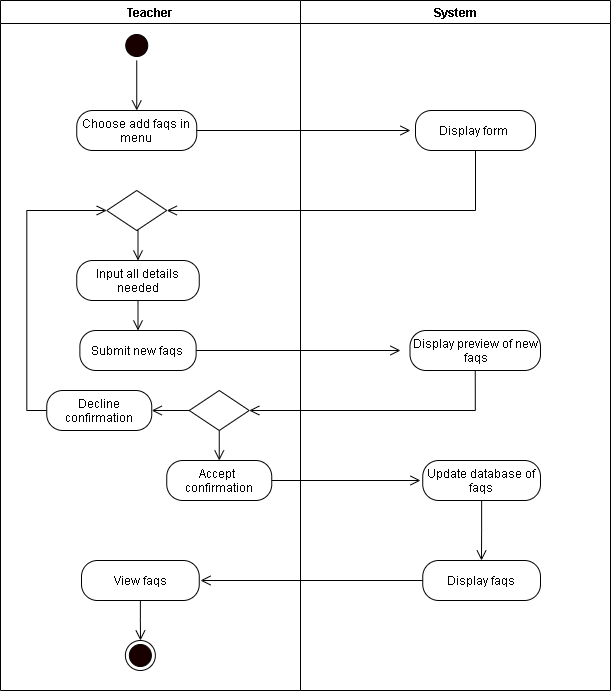 Teacher
System
Choose add faqs in
menu
Display form
Input all details
needed
Submit new faqs
Display preview of new
faqs
Decline
confirmation
Accept
confirmation
Update database of
faqs
View faqs
Display faqs